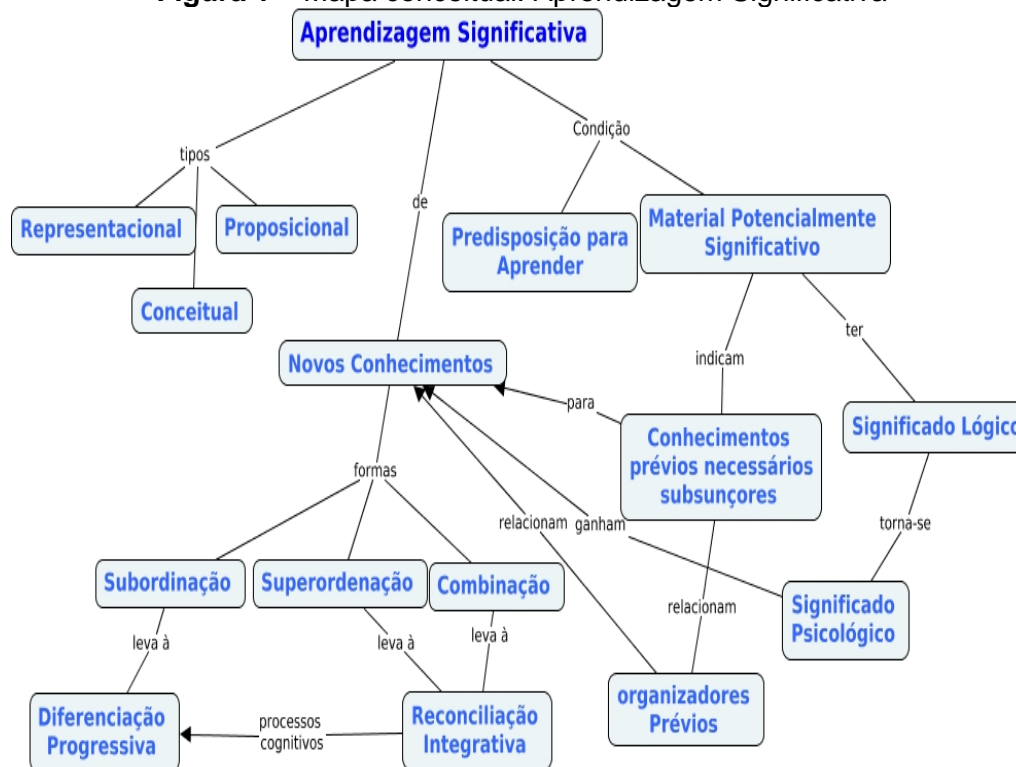 Figura 1 – Mapa conceitual: Aprendizagem Significativa
Aprendizagem Significativa
Condição
tipos
de
Representacional
Proposicional
Predisposição para
Aprender
Material Potencialmente
Significativo
Conceitual
ter
Novos Conhecimentos
indicam
para
Conhecimentos
prévios necessários
subsunçores
Significado Lógico
formas
relacionam
ganham
torna-se
Subordinação
Superordenação
Combinação
relacionam
Significado
Psicológico
leva à
leva à
leva à
organizadores
Prévios
Diferenciação
Progressiva
processos
cognitivos
Reconciliação
Integrativa